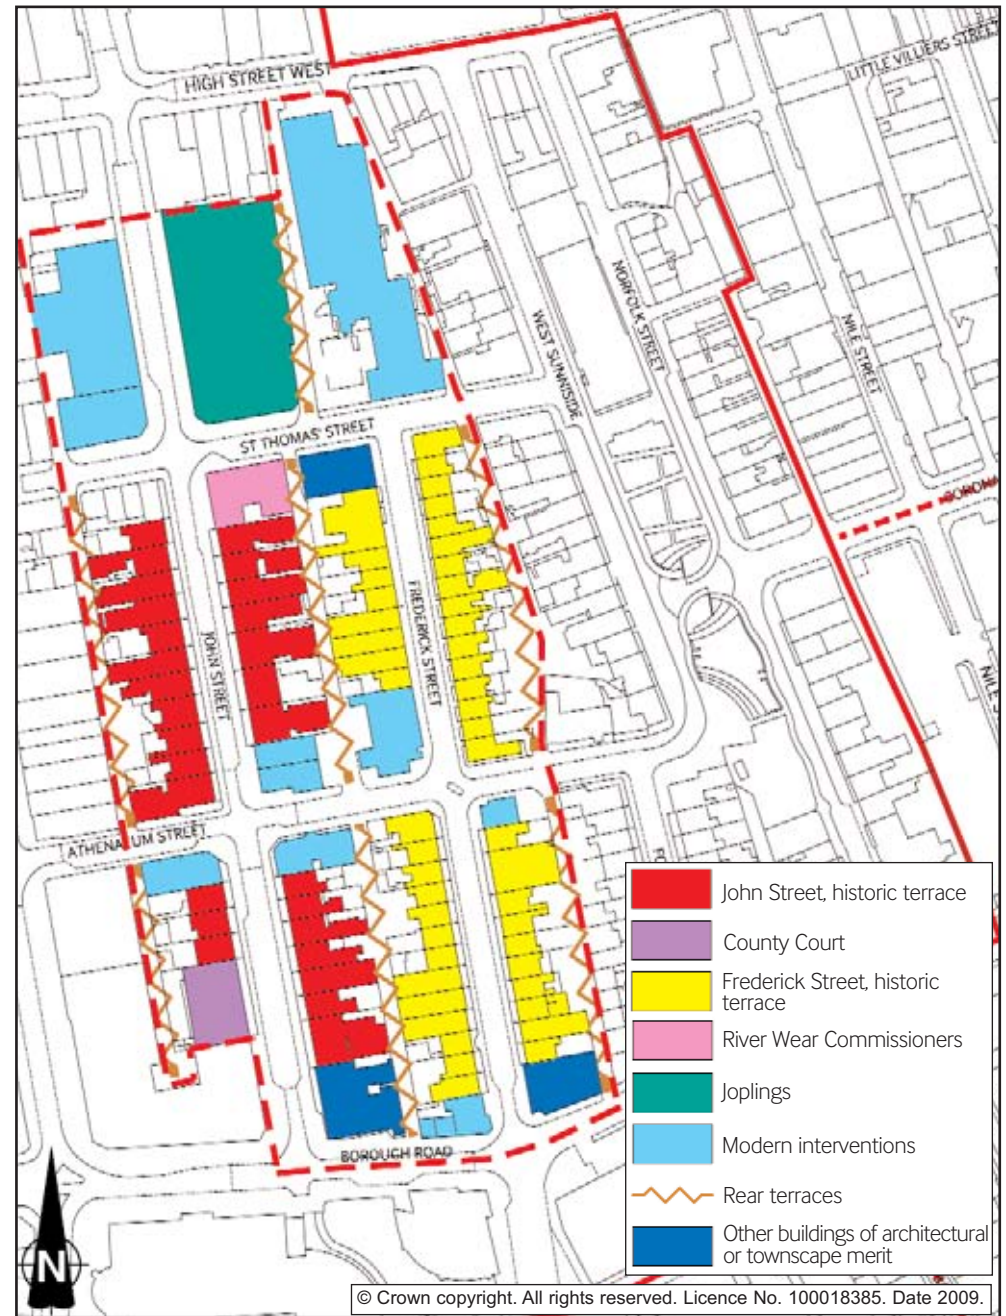 HIGH STREET WEST
LITTLE VILLIERS STREET
NORFOLK STREET
WEST SUNNISIDE
NILE STREET
ST THOMAS' STREET
FREDERICK STREET
JOHN STREET
ATHENAEUM STREET
BOROUGH ROAD
John Street, historic terrace
County Court
Frederick Street, historic
terrace
River Wear Commissioners
Joplings
Modern interventions
Rear terraces
Other buildings of architectural
or townscape merit
N
© Crown copyright. All rights reserved. Licence No. 100018385. Date 2009.